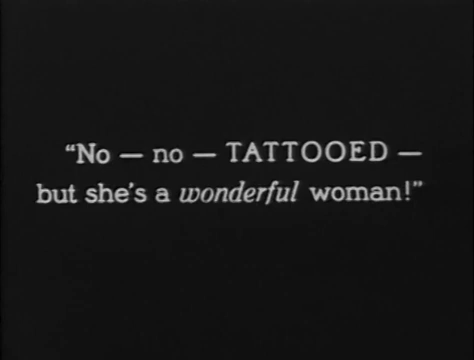 “No — no — TATTOOED —
but she's a wonderful woman!”